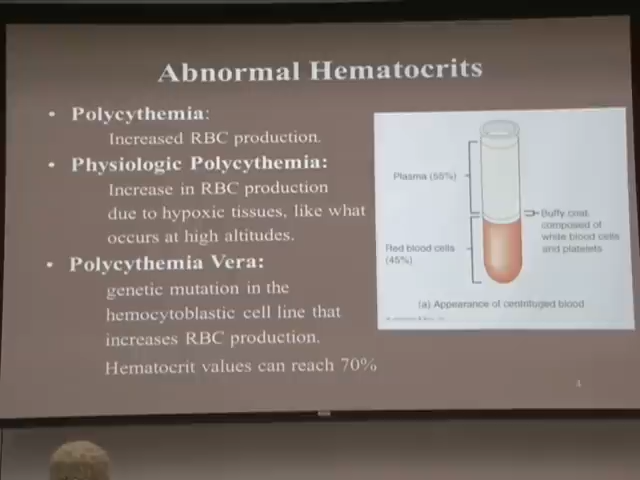 Abnormal Hematocrits
• Polycythemia:
Increased RBC production.
• Physiologic Polycythemia:
Increase in RBC production
due to hypoxic tissues, like what
occurs at high altitudes.
• Polycythemia Vera:
genetic mutation in the
hemocytoblastic cell line that
increases RBC production.
Hematocrit values can reach 70%
Plasma (55%)
Red blood cells
(45%)
Buffy coat,
composed of
white blood cells
and platelets
(a) Appearance of centrifuged blood
4